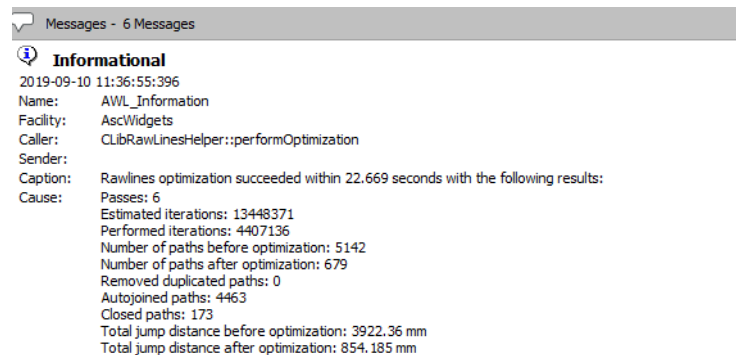 Messages - 6 Messages
Informational
2019-09-10 11:36:55:396
Name: AWL_Information
Facility: AscWidgets
Caller: CLibRawLinesHelper::performOptimization
Sender:
Caption: Rawlines optimization succeeded within 22.669 seconds with the following results:
Cause: Passes: 6
Estimated iterations: 13448371
Performed iterations: 4407136
Number of paths before optimization: 5142
Number of paths after optimization: 679
Removed duplicated paths: 0
Autojoined paths: 4463
Closed paths: 173
Total jump distance before optimization: 3922.36 mm
Total jump distance after optimization: 854.185 mm